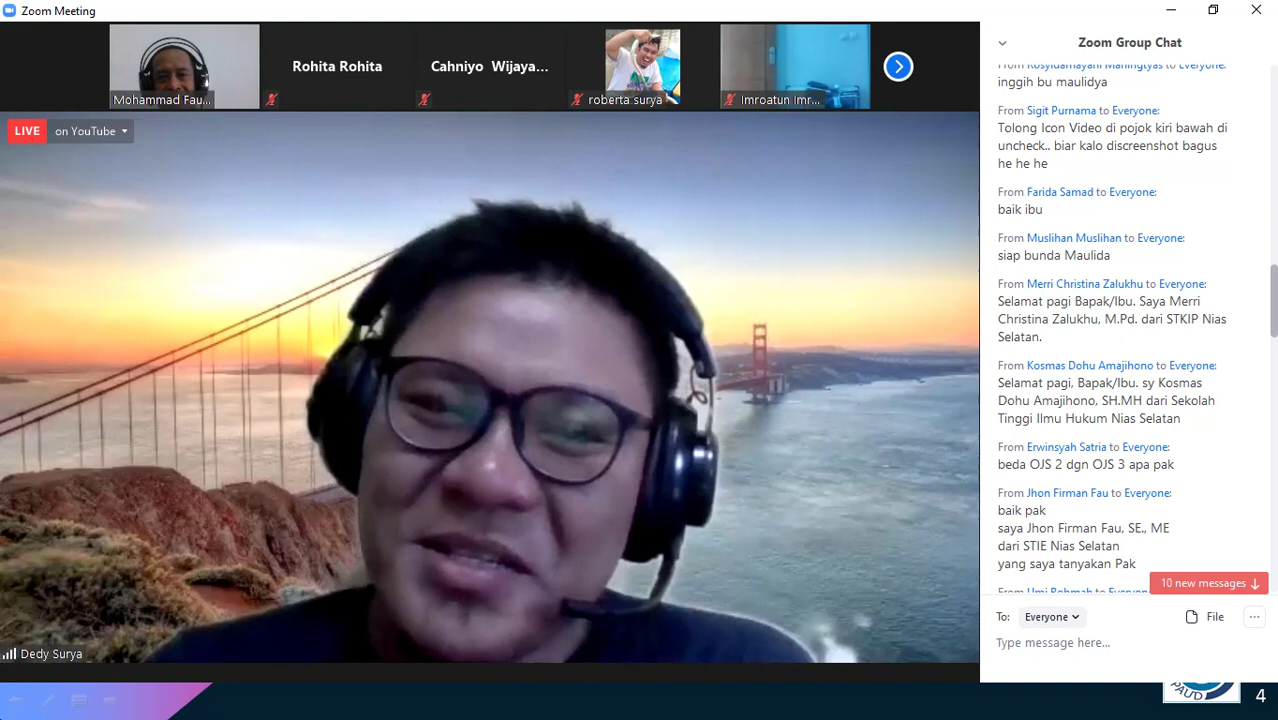 Zoom Meeting
Mohammad Fau...
Rohita Rohita
Cahniyo Wijaya...
roberta surya
Imroatun Imr...
LIVE on YouTube
Dedy Surya
Zoom Group Chat
inggih bu maulidya
From Sigit Purnama to Everyone:
Tolong Icon Video di pojok kiri bawah di
uncheck.. biar kalo discreenshot bagus
he he he
From Farida Samad to Everyone:
baik ibu
From Muslihan Muslihan to Everyone:
siap bunda Maulida
From Merri Christina Zalukhu to Everyone:
Selamat pagi Bapak/Ibu. Saya Merri
Christina Zalukhu, M.Pd. dari STKIP Nias
Selatan.
From Kosmas Dohu Amajihono to Everyone:
Selamat pagi, Bapak/Ibu. sy Kosmas
Dohu Amajihono, SH.MH dari Sekolah
Tinggi Ilmu Hukum Nias Selatan
From Erwinsyah Satria to Everyone:
beda OJS 2 dgn OJS 3 apa pak
From Jhon Firman Fau to Everyone:
baik pak
saya Jhon Firman Fau, SE., ME
dari STIE Nias Selatan
yang saya tanyakan Pak
10 new messages
From Umi Rohmah to Everyone:
To: Everyone
File
Type message here...
PAUD
4